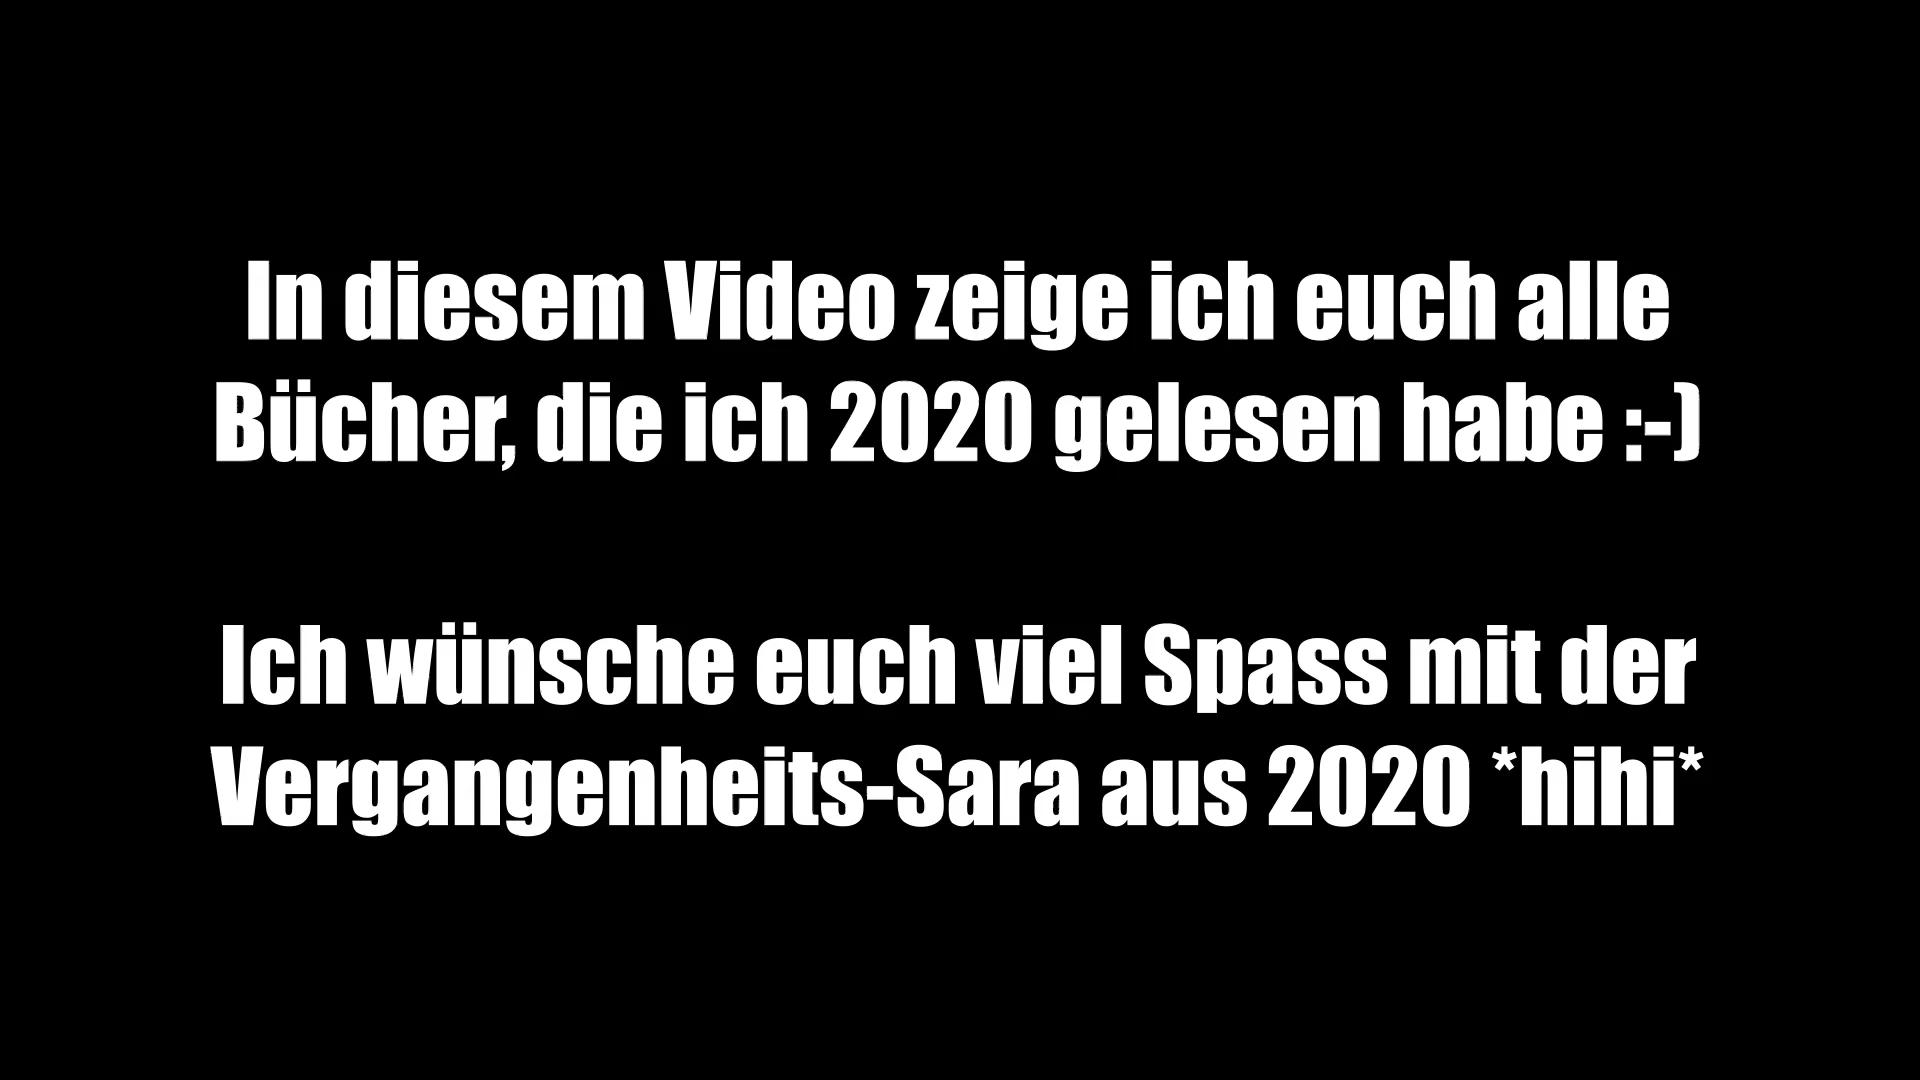 In diesem Video zeige ich euch alle
Bücher, die ich 2020 gelesen habe :-)
Ich wünsche euch viel Spass mit der
Vergangenheits-Sara aus 2020 *hihi*